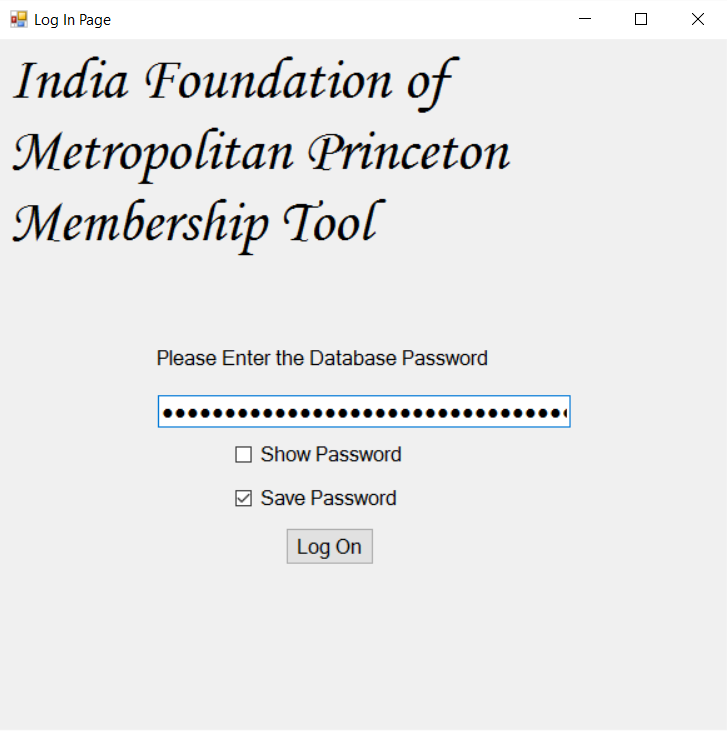 Log In Page
India Foundation of
Metropolitan Princeton
Membership Tool
Please Enter the Database Password
Show Password
Save Password
Log On